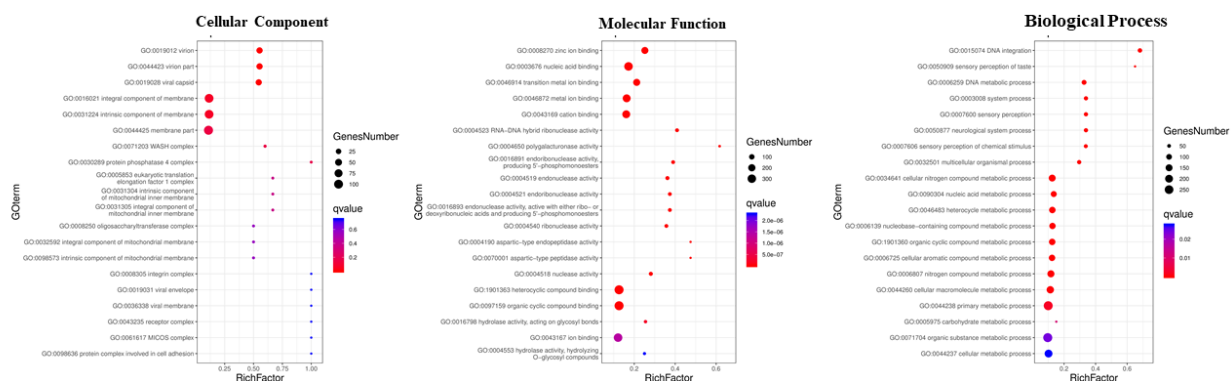 Cellular Component
GOterm
GO:0019012 virion
GO:0044423 virion part
GO:0019028 viral capsid
GO:0016021 integral component of membrane
GO:0031224 intrinsic component of membrane
GO:0044425 membrane part
GO:0071203 WASH complex
GO:0030289 protein phosphatase 4 complex
GO:0005853 eukaryotic translation
elongation factor 1 complex
GO:0031304 intrinsic component
of mitochondrial inner membrane
GO:0031305 integral component of
mitochondrial inner membrane
GO:0008250 oligosaccharyltransferase complex
GO:0032592 integral component of mitochondrial membrane
GO:0098573 intrinsic component of mitochondrial membrane
GO:0008305 integrin complex
GO:0019031 viral envelope
GO:0036338 viral membrane
GO:0043235 receptor complex
GO:0061617 MICOS complex
GO:0098636 protein complex involved in cell adhesion
0.25
0.50
0.75
1.00
RichFactor
GenesNumber
25
50
75
100
qvalue
0.6
0.4
0.2
Molecular Function
GOterm
GO:0008270 zinc ion binding
GO:0003676 nucleic acid binding
GO:0046914 transition metal ion binding
GO:0046872 metal ion binding
GO:0043169 cation binding
GO:0004523 RNA-DNA hybrid ribonuclease activity
GO:0004650 polygalacturonase activity
GO:0016891 endoribonuclease activity,
producing 5'-phosphomonoesters
GO:0004519 endonuclease activity
GO:0004521 endoribonuclease activity
GO:0016893 endonuclease activity, active with either ribo- or
deoxyribonucleic acids and producing 5'-phosphomonoesters
GO:0004540 ribonuclease activity
GO:0004190 aspartic-type endopeptidase activity
GO:0070001 aspartic-type peptidase activity
GO:0004518 nuclease activity
GO:1901363 heterocyclic compound binding
GO:0097159 organic cyclic compound binding
GO:0016798 hydrolase activity, acting on glycosyl bonds
GO:0043167 ion binding
GO:0004553 hydrolase activity, hydrolyzing
O-glycosyl compounds
0.2
0.4
0.6
RichFactor
GenesNumber
100
200
300
qvalue
2.0e-06
1.5e-06
1.0e-06
5.0e-07
Biological Process
GOterm
GO:0015074 DNA integration
GO:0050909 sensory perception of taste
GO:0006259 DNA metabolic process
GO:0003008 system process
GO:0007600 sensory perception
GO:0050877 neurological system process
GO:0007606 sensory perception of chemical stimulus
GO:0032501 multicellular organismal process
GO:0034641 cellular nitrogen compound metabolic process
GO:0090304 nucleic acid metabolic process
GO:0046483 heterocycle metabolic process
GO:0006139 nucleobase-containing compound metabolic process
GO:1901360 organic cyclic compound metabolic process
GO:0006725 cellular aromatic compound metabolic process
GO:0006807 nitrogen compound metabolic process
GO:0044260 cellular macromolecule metabolic process
GO:0044238 primary metabolic process
GO:0005975 carbohydrate metabolic process
GO:0071704 organic substance metabolic process
GO:0044237 cellular metabolic process
0.0
0.2
0.4
0.6
RichFactor
GenesNumber
50
100
150
200
250
qvalue
0.02
0.01